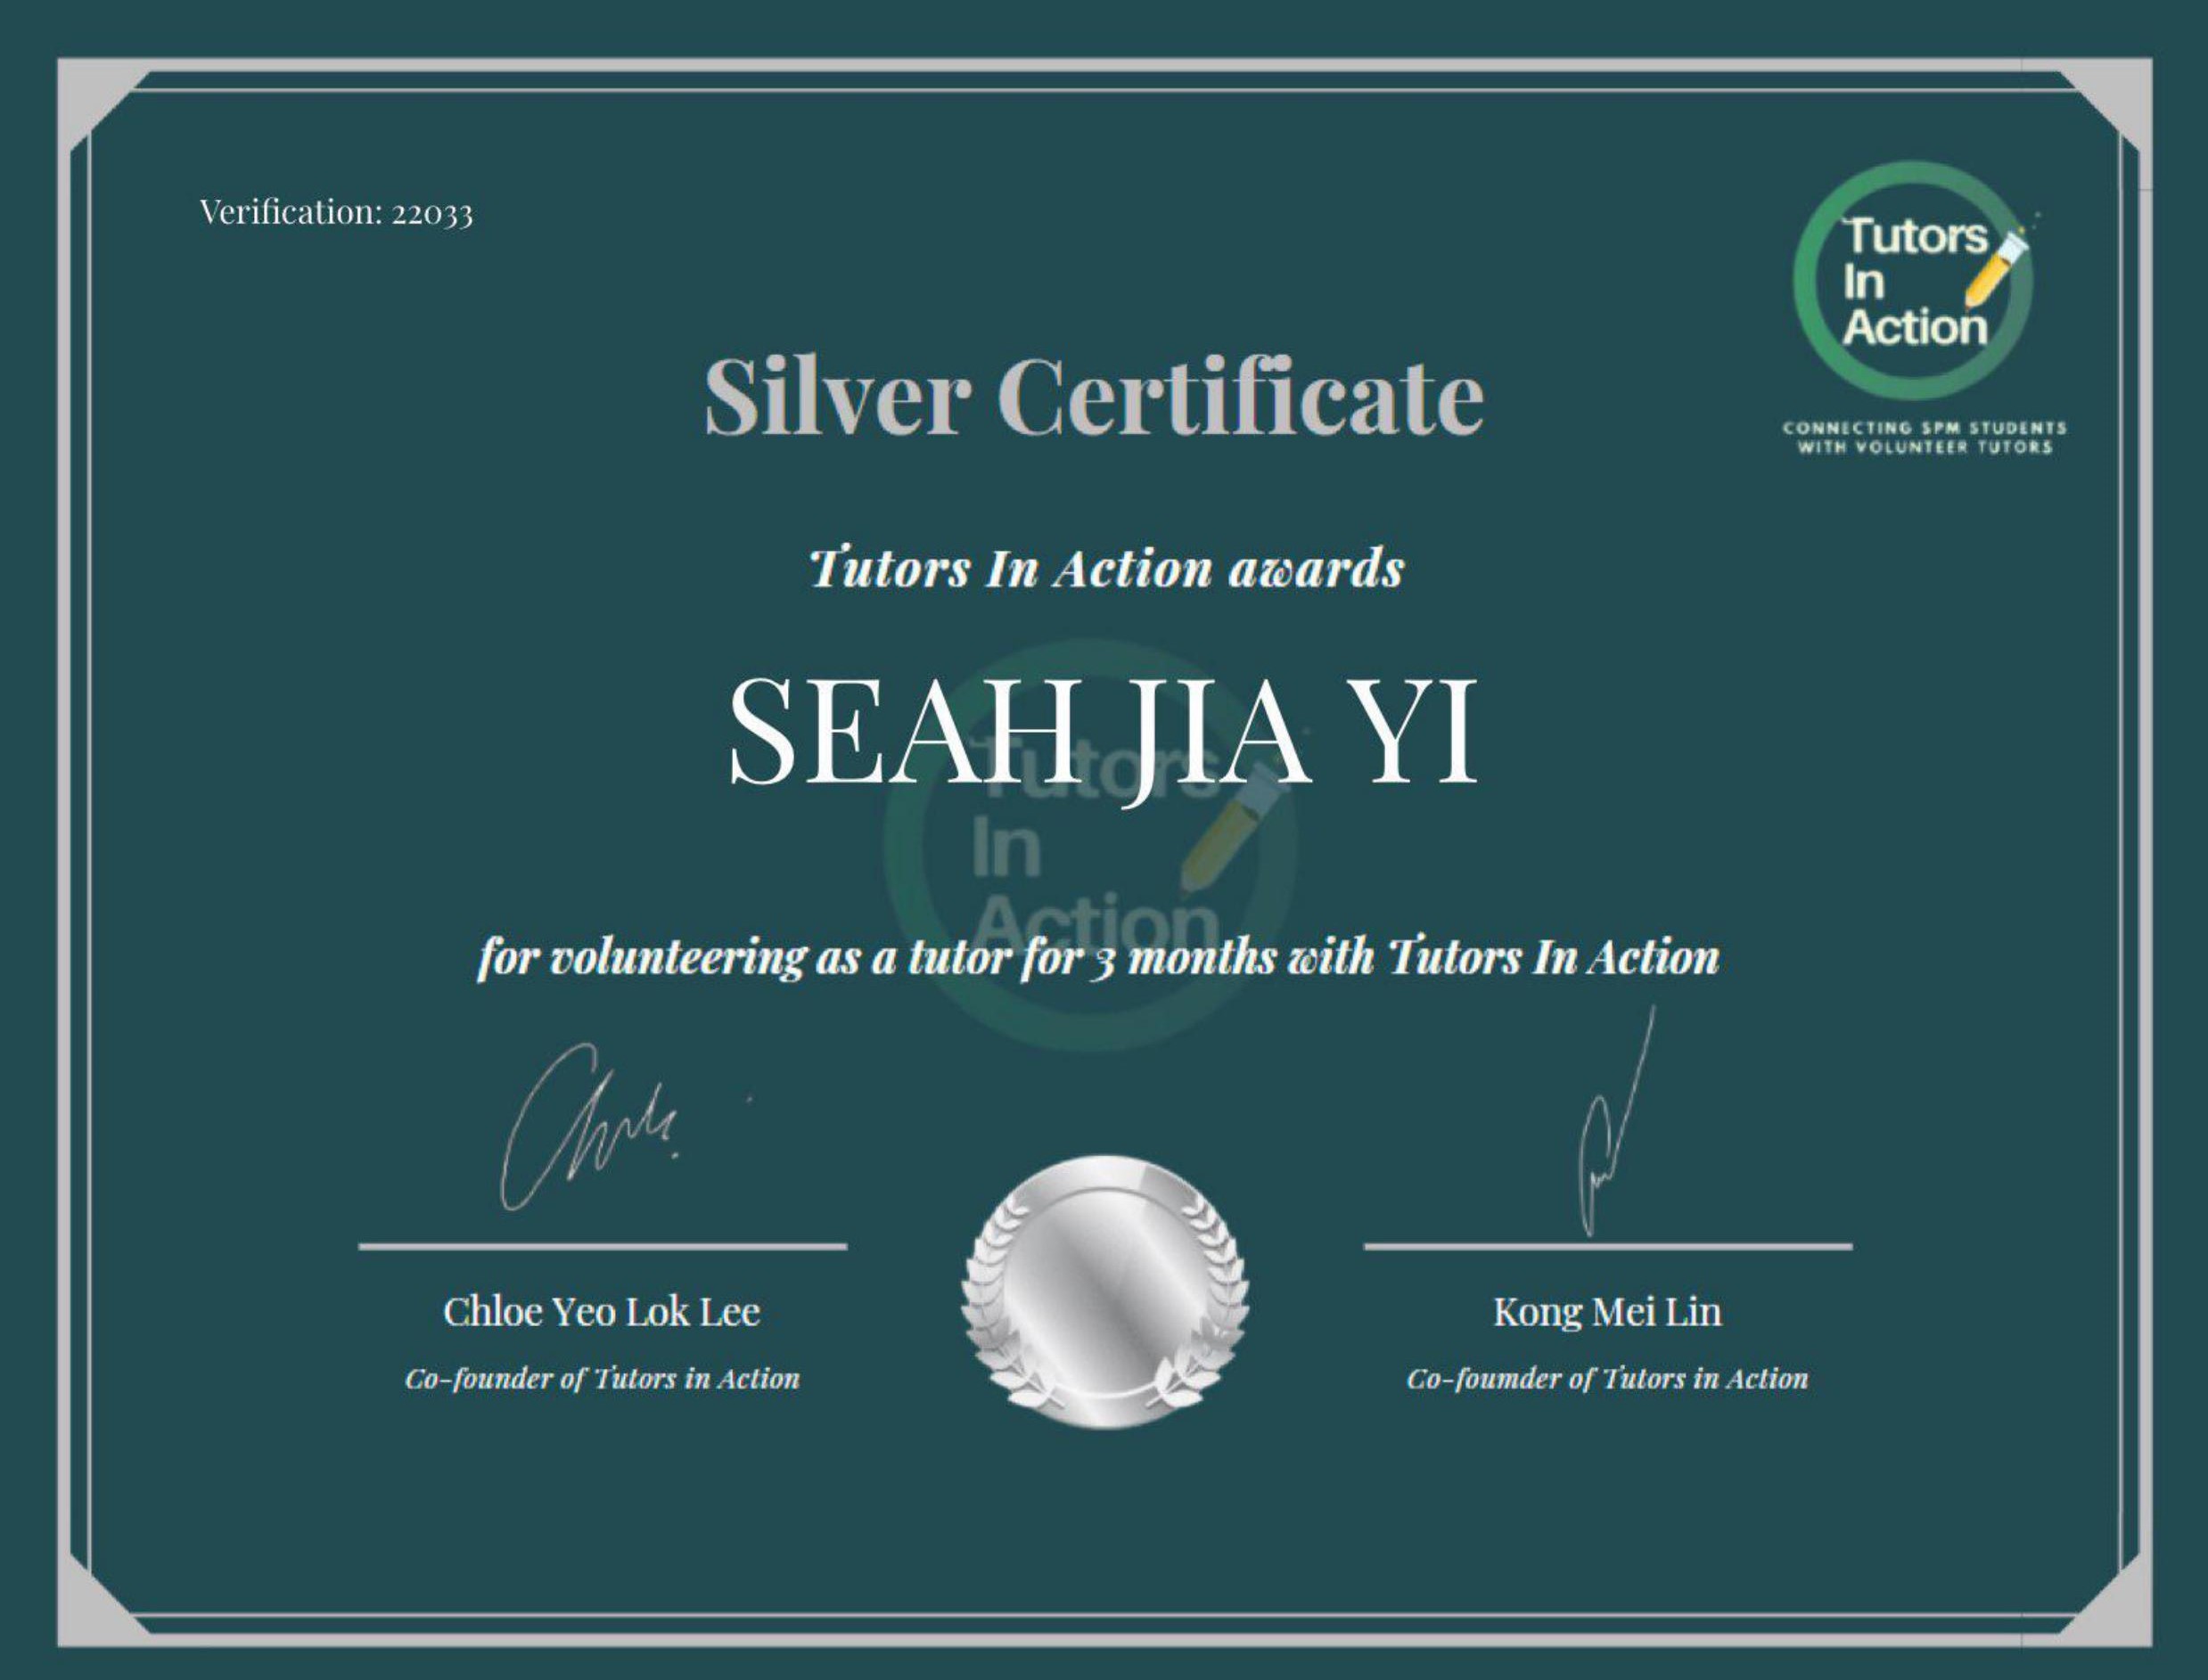 Verification: 22033
Tutors
In
Action
CONNECTING SPM STUDENTS
WITH VOLUNTEER TUTORS
Silver Certificate
Tutors In Action awards
SEAH JIA YI
Tutors
In
Action
for volunteering as a tutor for 3 months with Tutors In Action
Chloe Yeo Lok Lee
Co-founder of Tutors in Action
Kong Mei Lin
Co-foumder of Tutors in Action